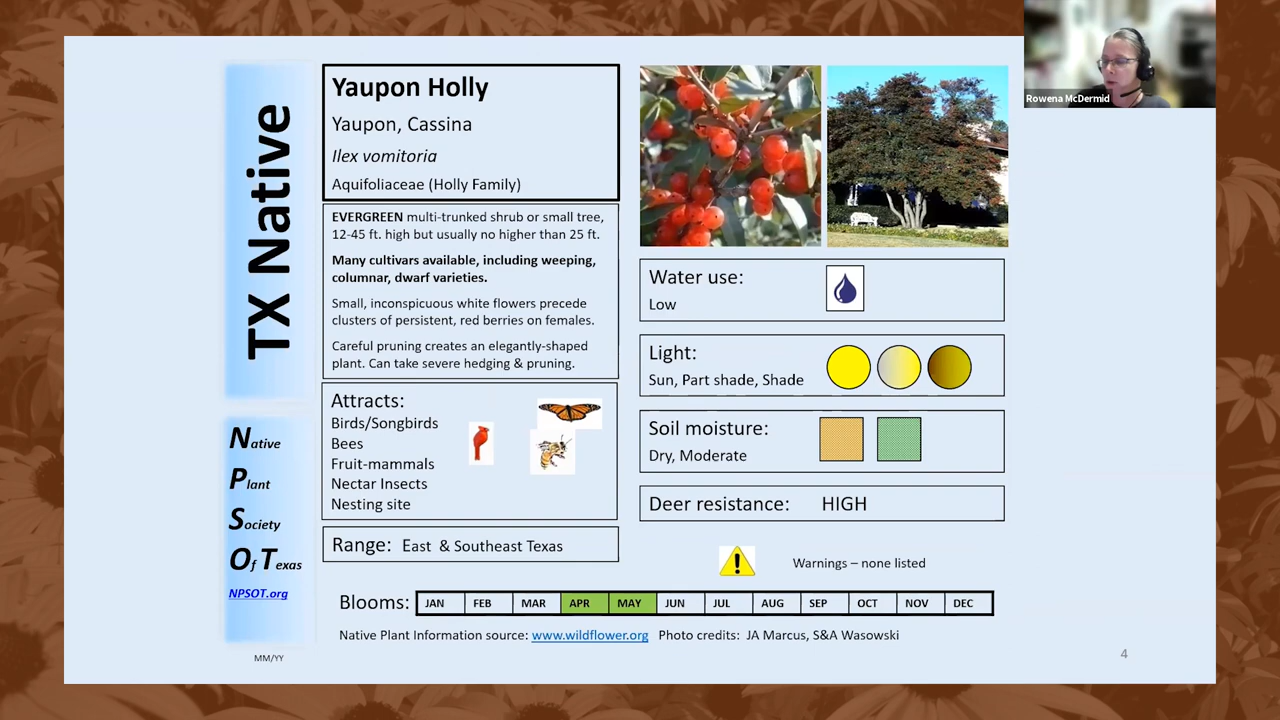 Rowena McDermid
TX Native
Native
Plant
Society
Of Texas
NPSOT.org
MM/YY
Yaupon Holly
Yaupon, Cassina
Ilex vomitoria
Aquifoliaceae (Holly Family)
EVERGREEN multi-trunked shrub or small tree,
12-45 ft. high but usually no higher than 25 ft.
Many cultivars available, including weeping,
columnar, dwarf varieties.
Small, inconspicuous white flowers precede
clusters of persistent, red berries on females.
Careful pruning creates an elegantly-shaped
plant. Can take severe hedging & pruning.
Attracts:
Birds/Songbirds
Bees
Fruit-mammals
Nectar Insects
Nesting site
Range: East & Southeast Texas
Water use:
Low
Light:
Sun, Part shade, Shade
Soil moisture:
Dry, Moderate
Deer resistance: HIGH
Warnings – none listed
Blooms: JAN FEB MAR APR MAY JUN JUL AUG SEP OCT NOV DEC
Native Plant Information source: www.wildflower.org Photo credits: JA Marcus, S&A Wasowski
4